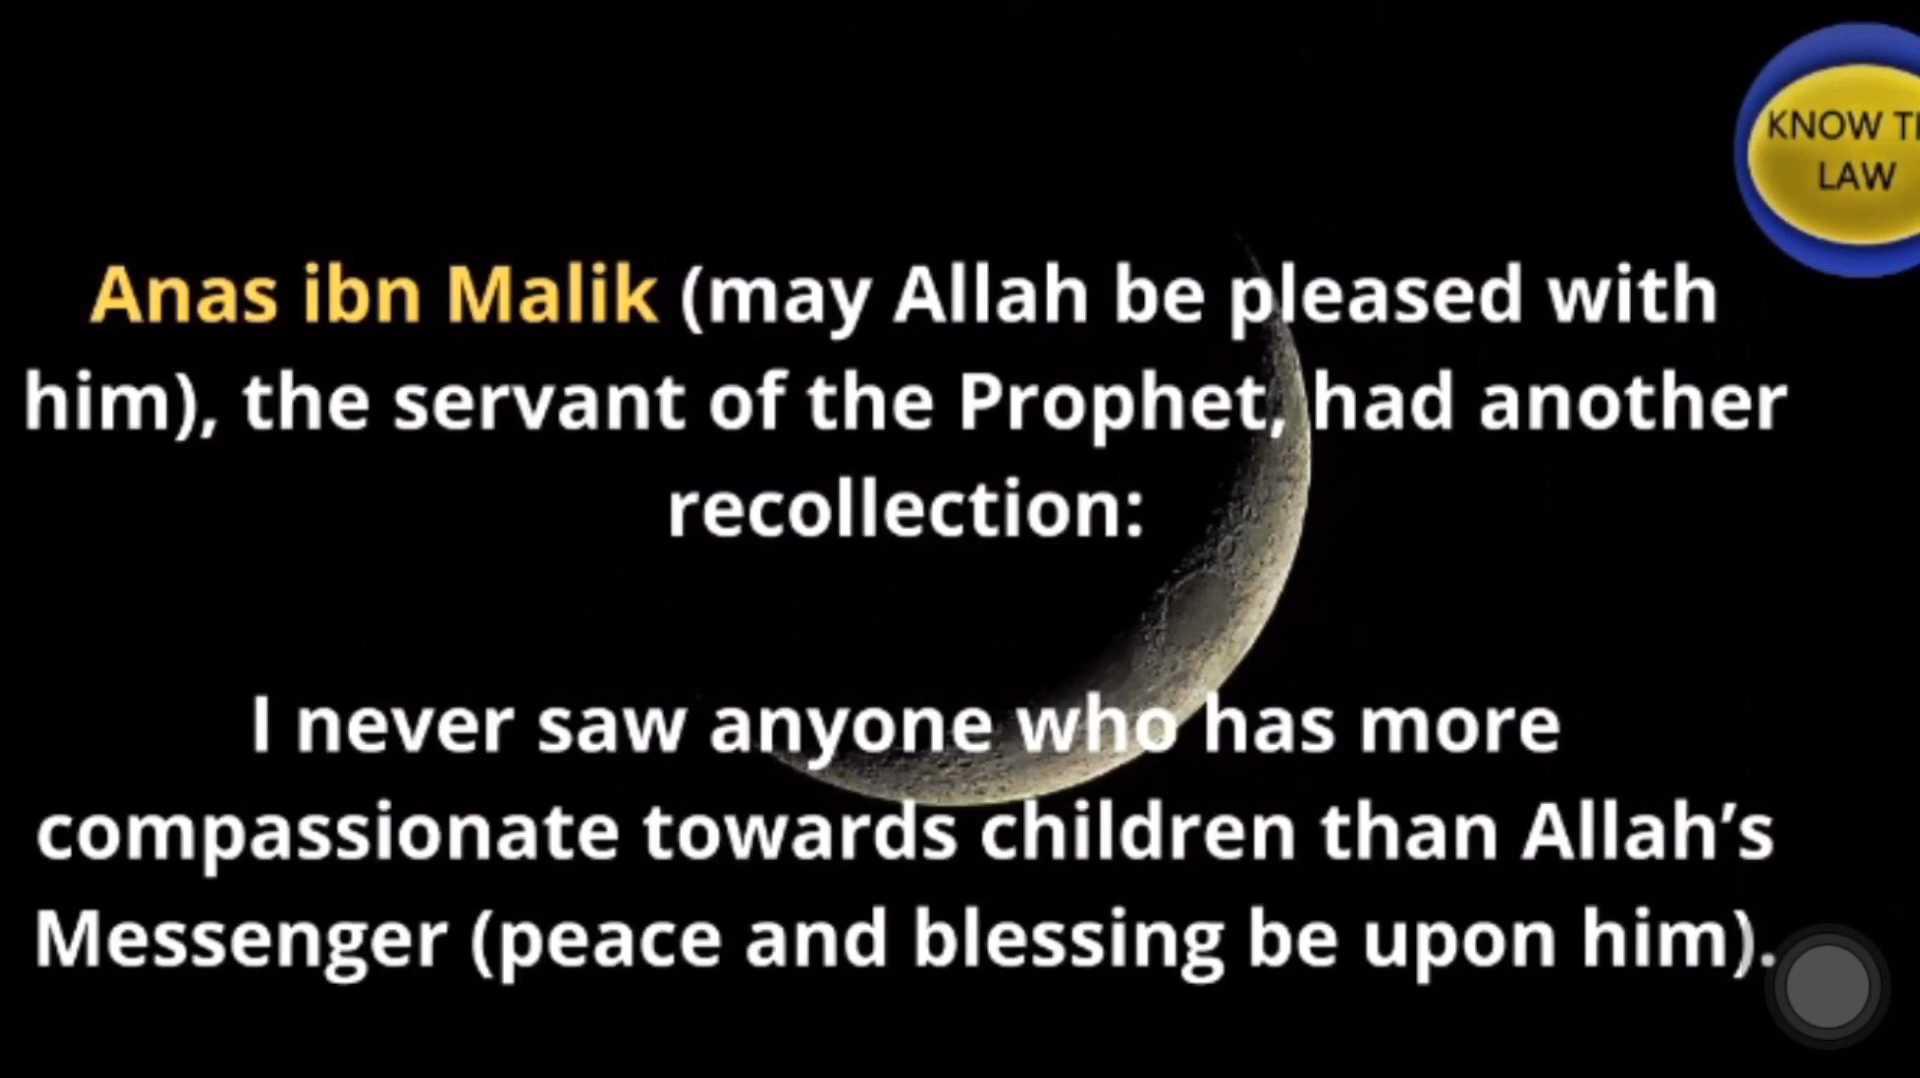 KNOW
LAW
Anas ibn Malik (may Allah be pleased with
him), the servant of the Prophet, had another
recollection:
I never saw anyone who has more
compassionate towards children than Allah’s
Messenger (peace and blessing be upon him).